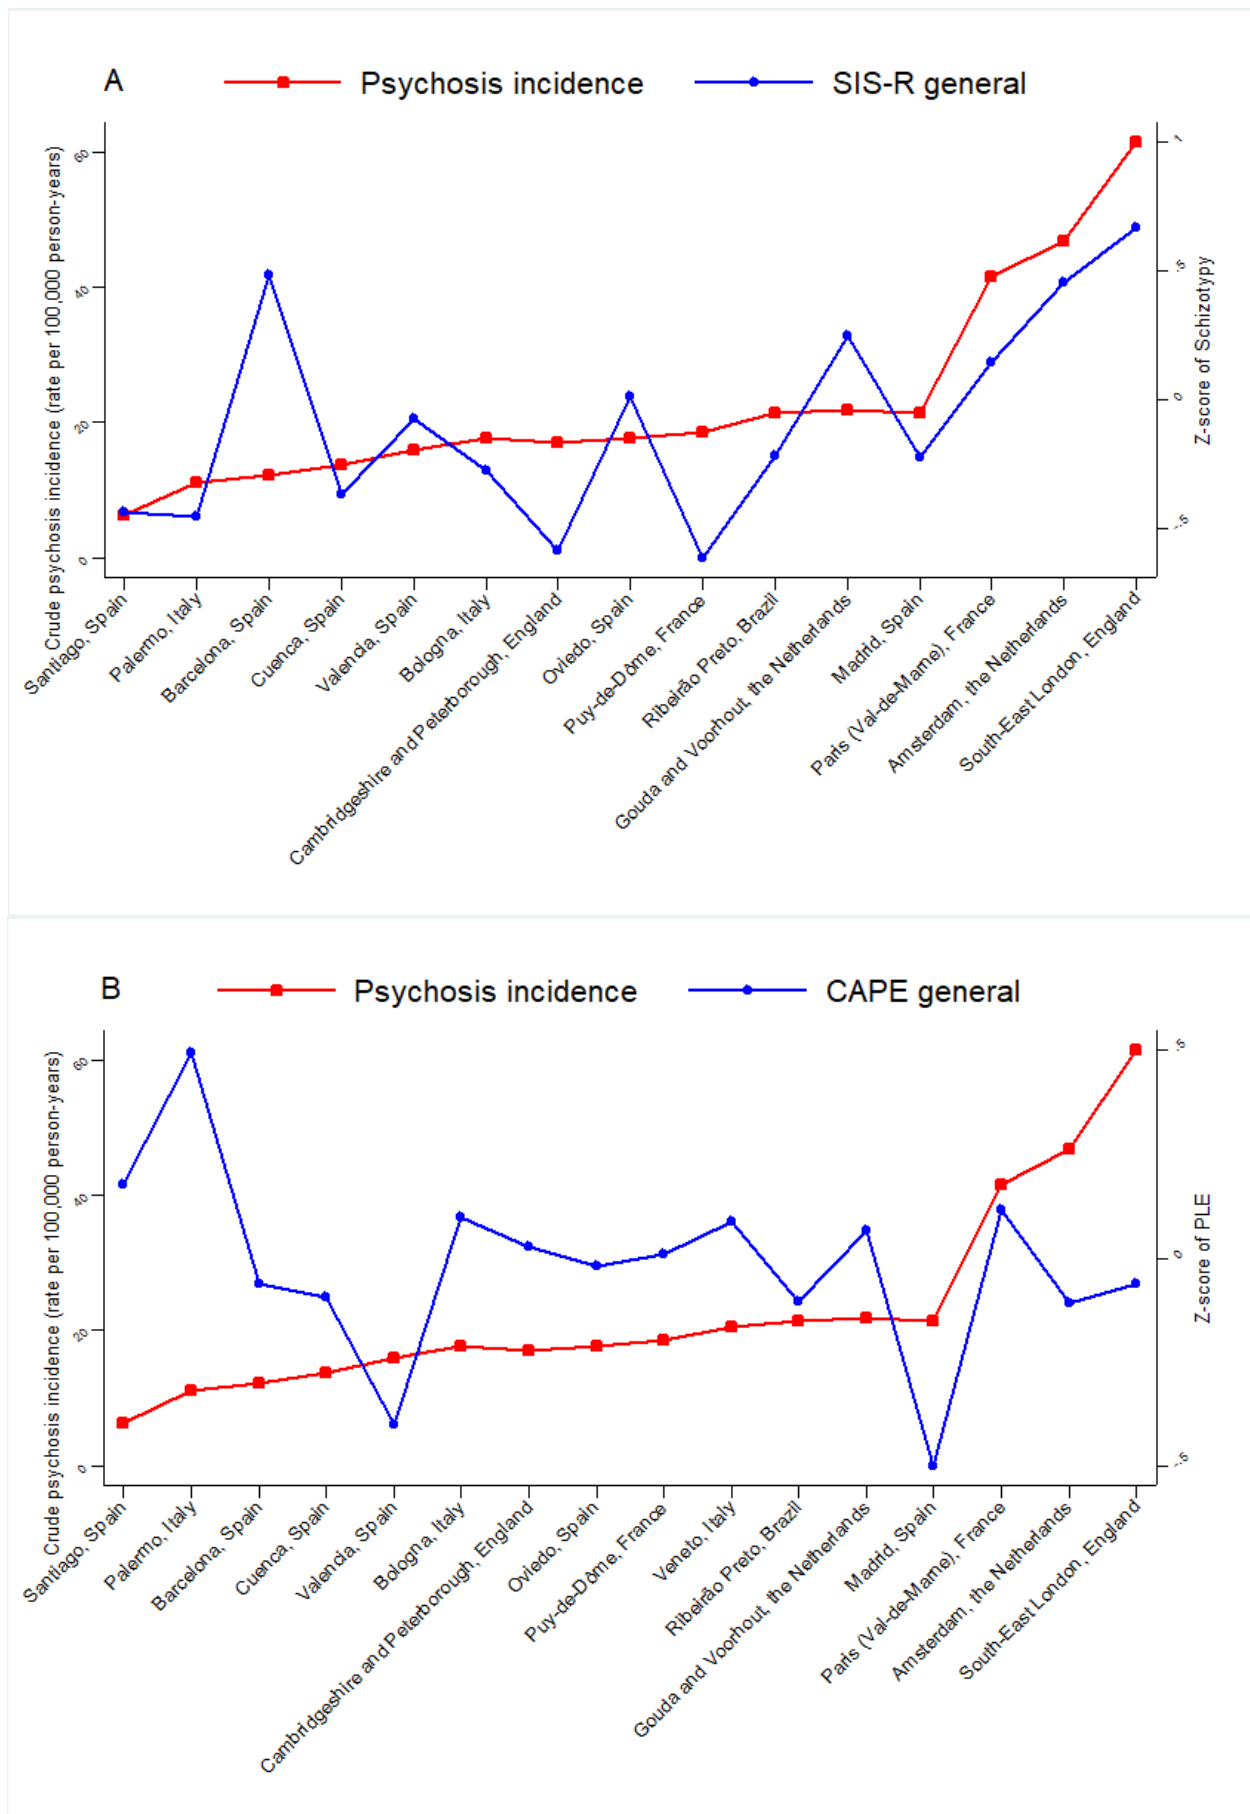 A
Psychosis incidence
SIS-R general
Crude psychosis incidence (rate per 100,000 person-years)
60
40
20
0
1
.5
0
-.5
Z-score of Schizotypy
Santiago, Spain
Palermo, Italy
Barcelona, Spain
Cuenca, Spain
Valencia, Spain
Bologna, Italy
Cambridgeshire and Peterborough, England
Oviedo, Spain
Puy-de-Dôme, France
Ribeirão Preto, Brazil
Gouda and Voorhout, the Netherlands
Madrid, Spain
Paris (Val-de-Marne), France
Amsterdam, the Netherlands
South-East London, England
B
Psychosis incidence
CAPE general
Crude psychosis incidence (rate per 100,000 person-years)
60
40
20
0
.5
0
-.5
Z-score of PLE
Santiago, Spain
Palermo, Italy
Barcelona, Spain
Cuenca, Spain
Valencia, Spain
Bologna, Italy
Cambridgeshire and Peterborough, England
Oviedo, Spain
Puy-de-Dôme, France
Veneto, Italy
Ribeirão Preto, Brazil
Gouda and Voorhout, the Netherlands
Madrid, Spain
Paris (Val-de-Marne), France
Amsterdam, the Netherlands
South-East London, England